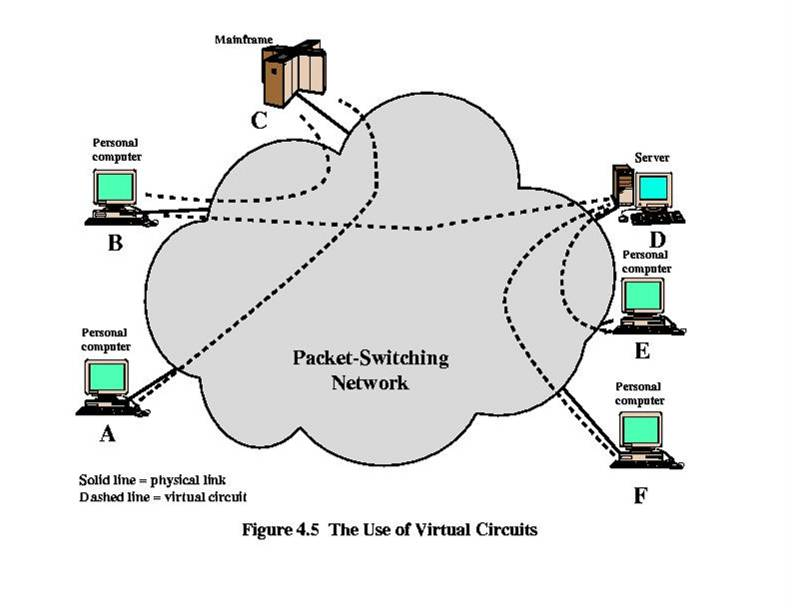 Mainframe
C
Personal
computer
B
Server
D
Personal
computer
E
Personal
computer
A
Packet-Switching
Network
Personal
computer
F
Solid line = physical link
Dashed line = virtual circuit
Figure 4.5 The Use of Virtual Circuits